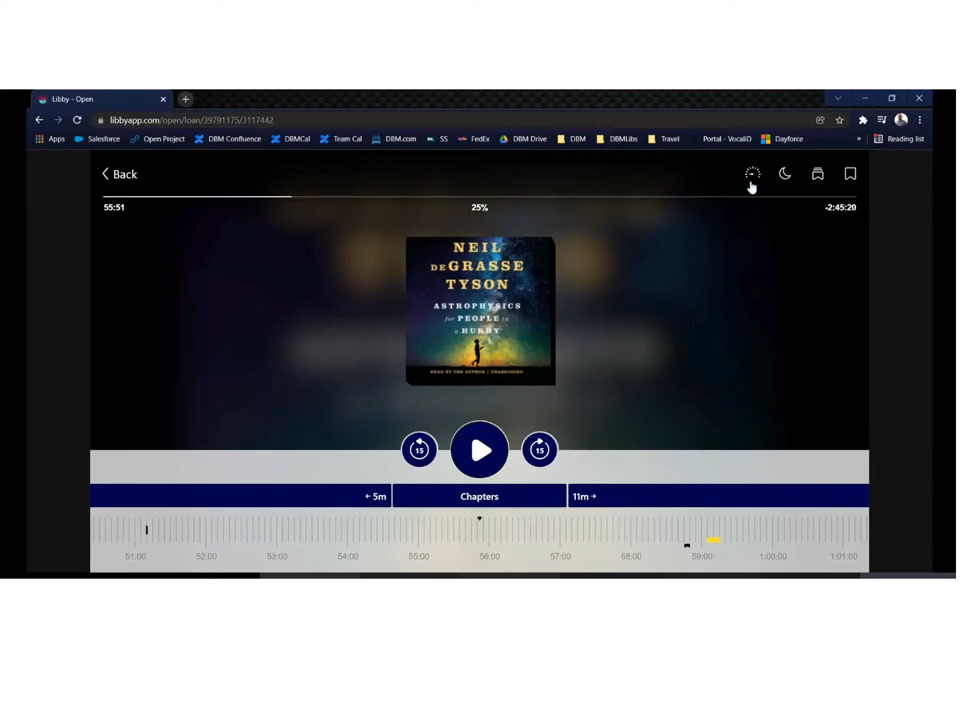 Libby - Open
libbyapp.com/open/loan/39791175/3117442
Apps Salesforce Open Project DBM Confluence DBMCal Team Cal DBM.com SS FedEx DBM Drive DBM DBMLibs Travel Portal - VocaliD Dayforce » Reading list
Back
55:51 25% -2:45:20
NEIL
DEGRASSE
TYSON
ASTROPHYSICS
for PEOPLE in
a HURRY
READ BY THE AUTHOR | UNABRIDGED
15 15
5m Chapters 11m
51:00 52:00 53:00 54:00 55:00 56:00 57:00 58:00 59:00 1:00:00 1:01:00